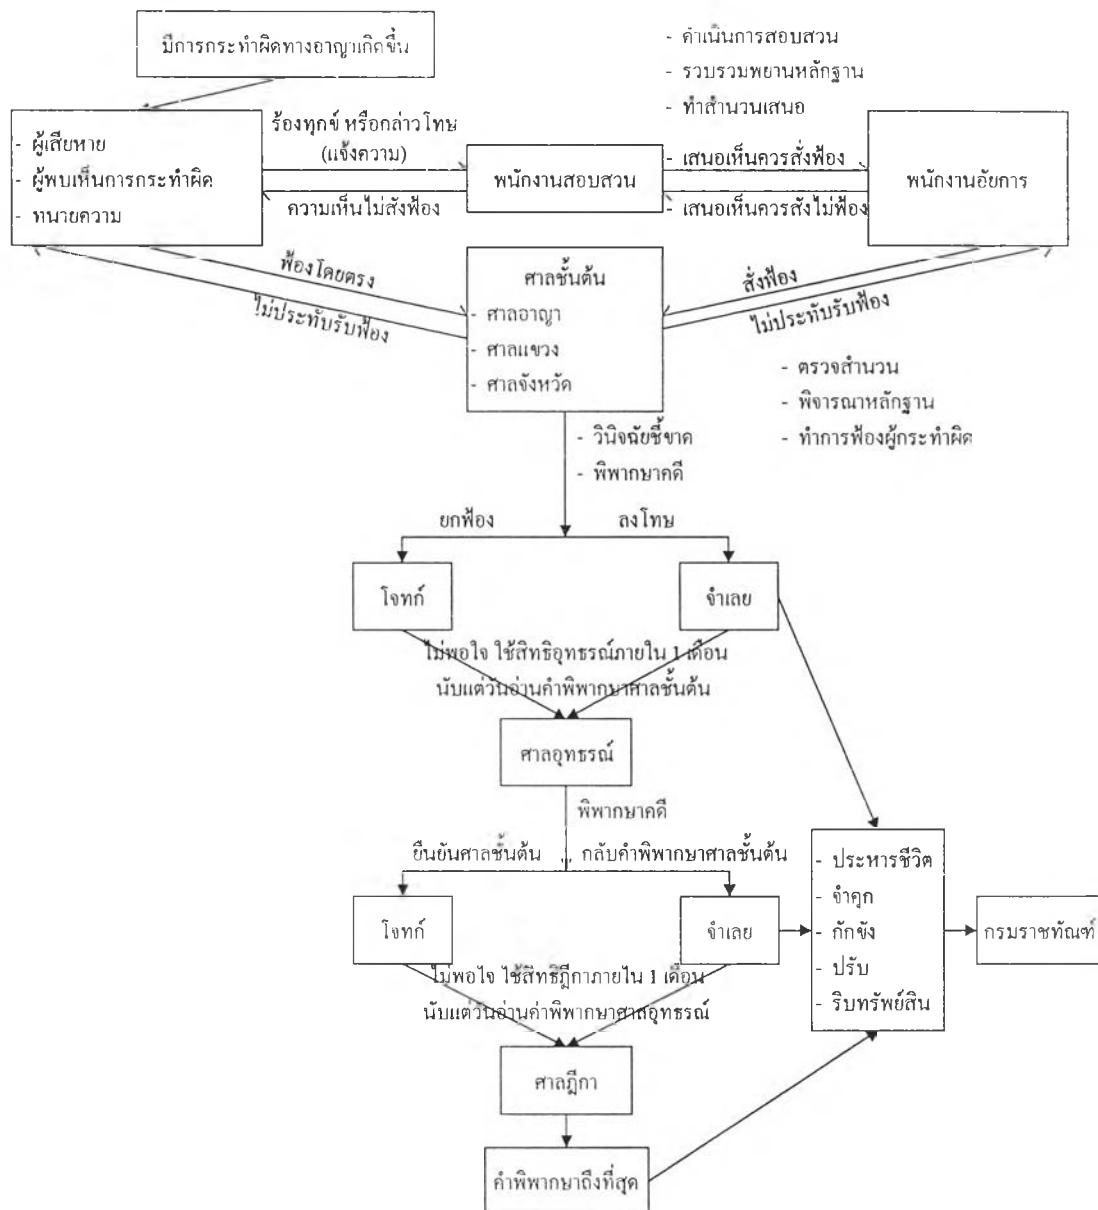 มีการกระทำผิดทางอาญาเกิดขึ้น
- ดำเนินการสอบสวน
- รวบรวมพยานหลักฐาน
- ทำสำนวนเสนอ
- ผู้เสียหาย
- ผู้พบเห็นการกระทำผิด
- ทนายความ
ร้องทุกข์ หรือกล่าวโทษ
(แจ้งความ)
ความเห็นไม่สั่งฟ้อง
พนักงานสอบสวน
- เสนอเห็นควรสั่งฟ้อง
- เสนอเห็นควรสั่งไม่ฟ้อง
พนักงานอัยการ
ฟ้องโดยตรง
ไม่ประทับรับฟ้อง
ศาลชั้นต้น
- ศาลอาญา
- ศาลแขวง
- ศาลจังหวัด
สั่งฟ้อง
ไม่ประทับรับฟ้อง
- ตรวจสำนวน
- พิจารณาหลักฐาน
- ทำการฟ้องผู้กระทำผิด
- วินิจฉัยชี้ขาด
- พิพากษาคดี
ยกฟ้อง
ลงโทษ
โจทก์
จำเลย
ไม่พอใจ ใช้สิทธิอุทธรณ์ภายใน 1 เดือน
นับแต่วันอ่านคำพิพากษาศาลชั้นต้น
ศาลอุทธรณ์
พิพากษาคดี
ยืนยันศาลชั้นต้น
กลับคำพิพากษาศาลชั้นต้น
โจทก์
จำเลย
- ประหารชีวิต
- จำคุก
- กักขัง
- ปรับ
- ริบทรัพย์สิน
กรมราชทัณฑ์
ไม่พอใจ ใช้สิทธิฎีกาภายใน 1 เดือน
นับแต่วันอ่านคำพิพากษาศาลอุทธรณ์
ศาลฎีกา
คำพิพากษาถึงที่สุด